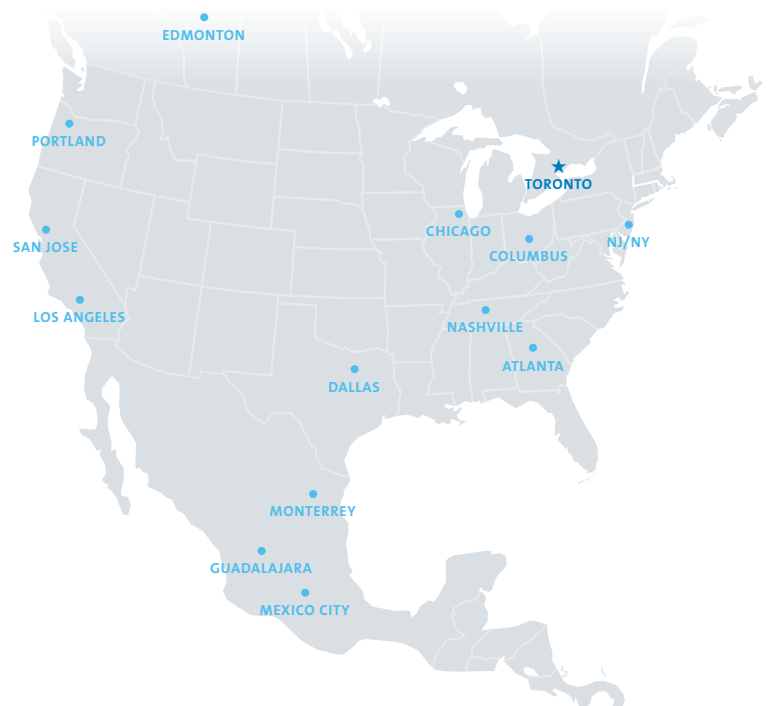 EDMONTON
PORTLAND
TORONTO
CHICAGO
SAN JOSE
NJ/NY
COLUMBUS
LOS ANGELES
NASHVILLE
ATLANTA
DALLAS
MONTERREY
GUADALAJARA
MEXICO CITY